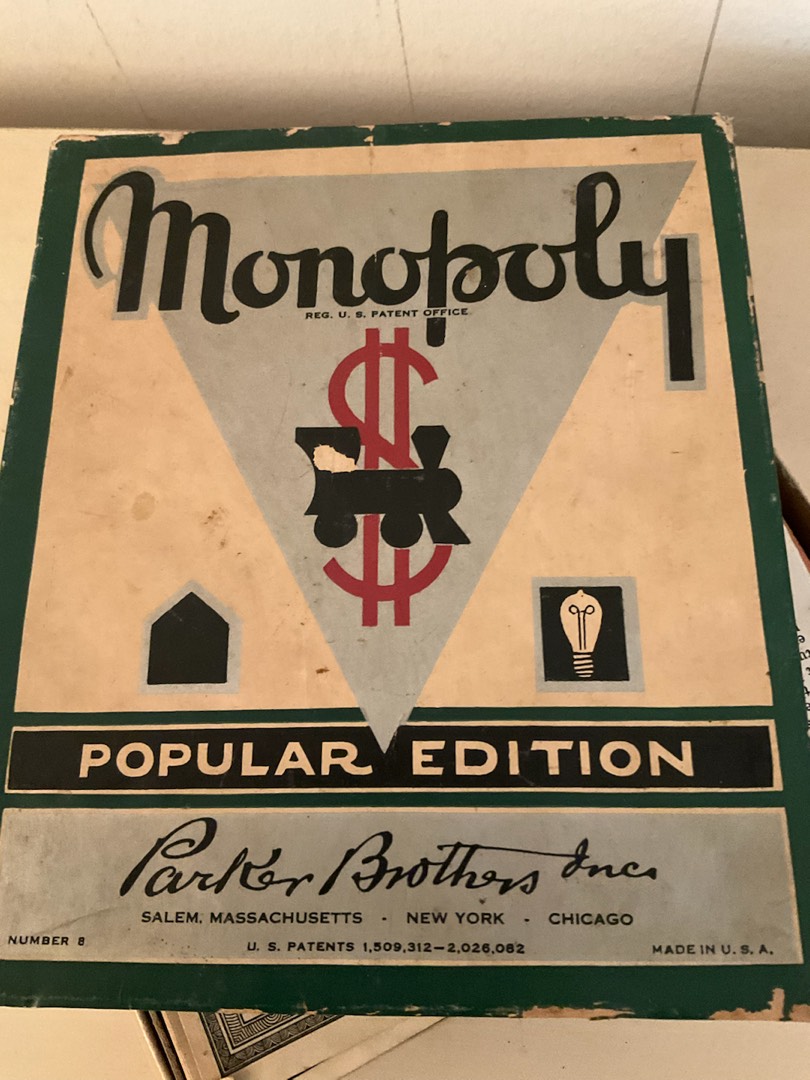 Monopoly
REG. U. S. PATENT OFFICE
POPULAR EDITION
Parker Brothers Inc.
SALEM, MASSACHUSETTS - NEW YORK - CHICAGO
NUMBER 8
U. S. PATENTS 1,509,312—2,026,082
MADE IN U. S. A.